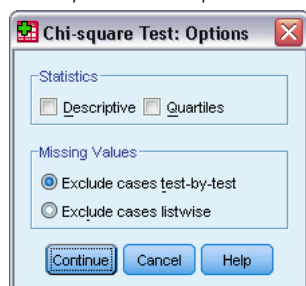 Chi-square Test: Options
Statistics
Descriptive Quartiles
Missing Values
Exclude cases test-by-test
Exclude cases listwise
Continue Cancel Help